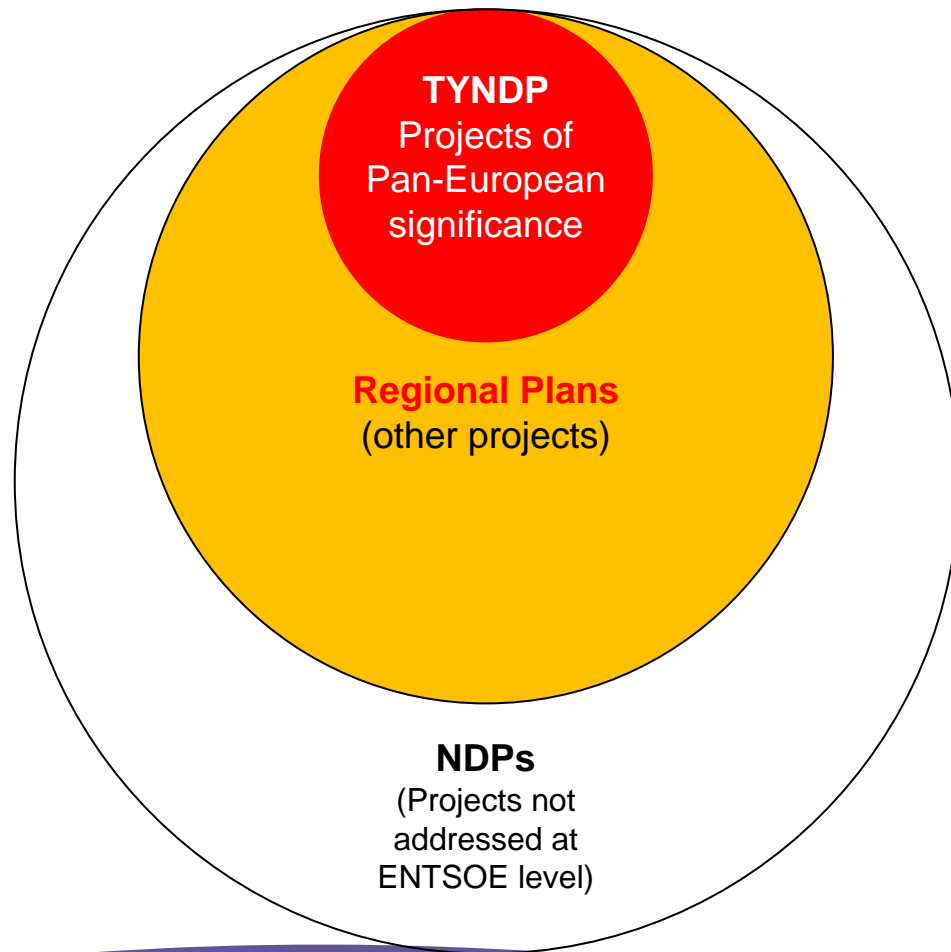 TYNDP
Projects of
Pan-European
significance
Regional Plans
(other projects)
NDPs
(Projects not
addressed at
ENTSOE level)